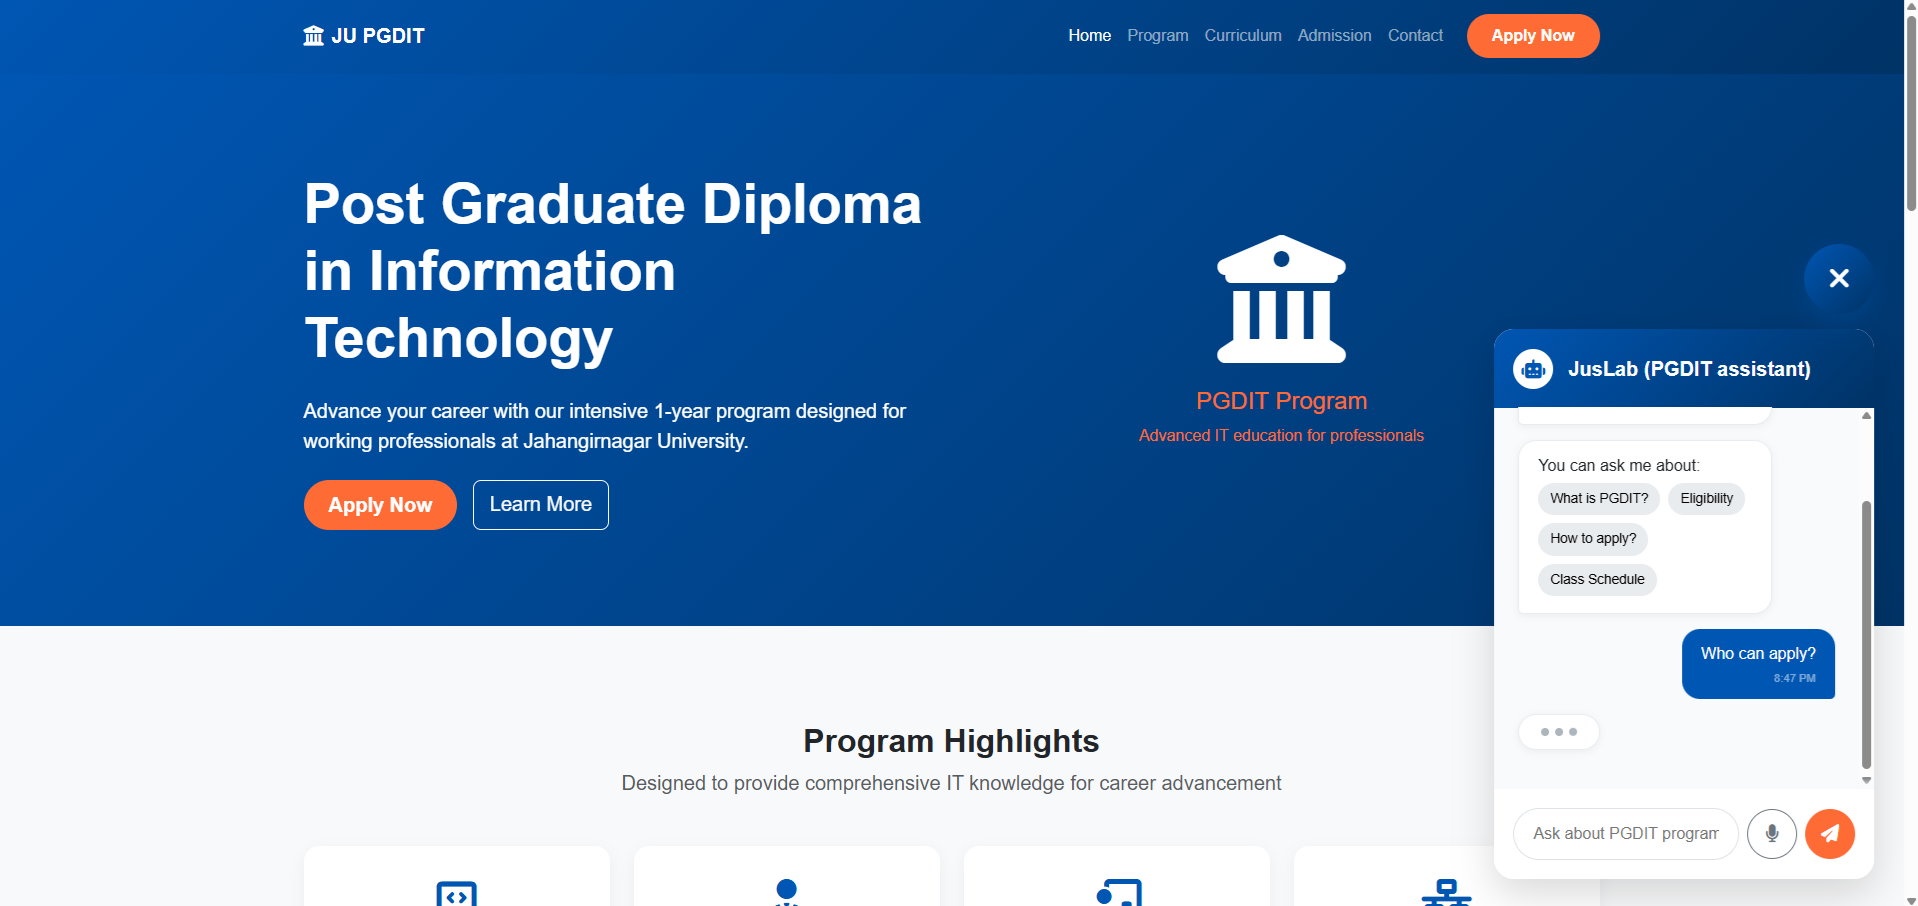 JU PGDIT
Home Program Curriculum Admission Contact Apply Now
Post Graduate Diploma
in Information
Technology
Advance your career with our intensive 1-year program designed for
working professionals at Jahangirnagar University.
Apply Now Learn More
PGDIT Program
Advanced IT education for professionals
JusLab (PGDIT assistant)
You can ask me about:
What is PGDIT? Eligibility
How to apply?
Class Schedule
Who can apply?
8:47 PM
Ask about PGDIT program
Program Highlights
Designed to provide comprehensive IT knowledge for career advancement